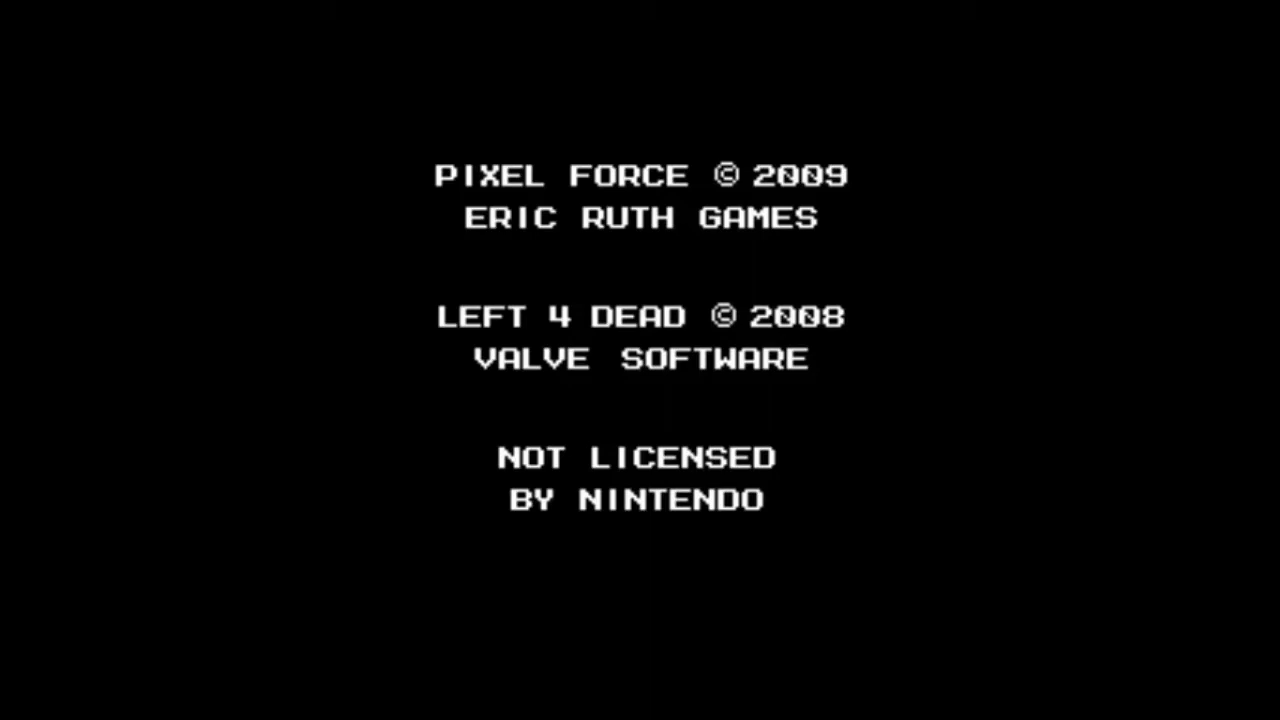 PIXEL FORCE © 2009
ERIC RUTH GAMES
LEFT 4 DEAD © 2008
VALVE SOFTWARE
NOT LICENSED
BY NINTENDO